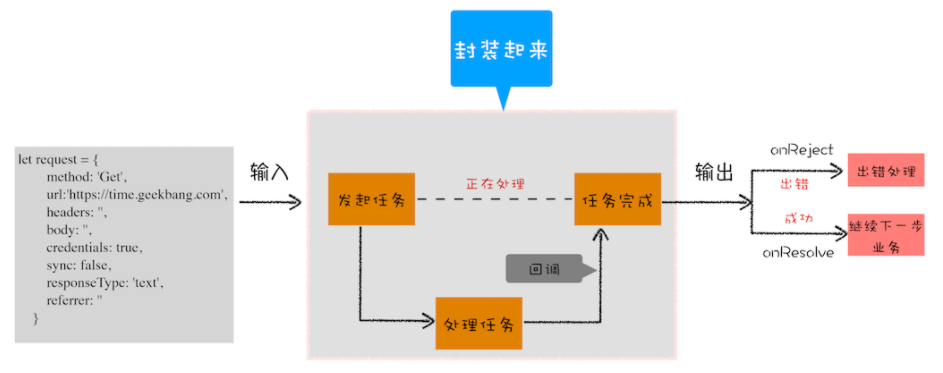 封装起来
let request = {
method: 'Get',
url:'https://time.geekbang.com',
headers: '',
body: '',
credentials: true,
sync: false,
responseType: 'text',
referrer: ''
}
输入
发起任务
正在处理
任务完成
回调
处理任务
输出
onReject
出错
出错处理
成功
onResolve
继续下一步
业务